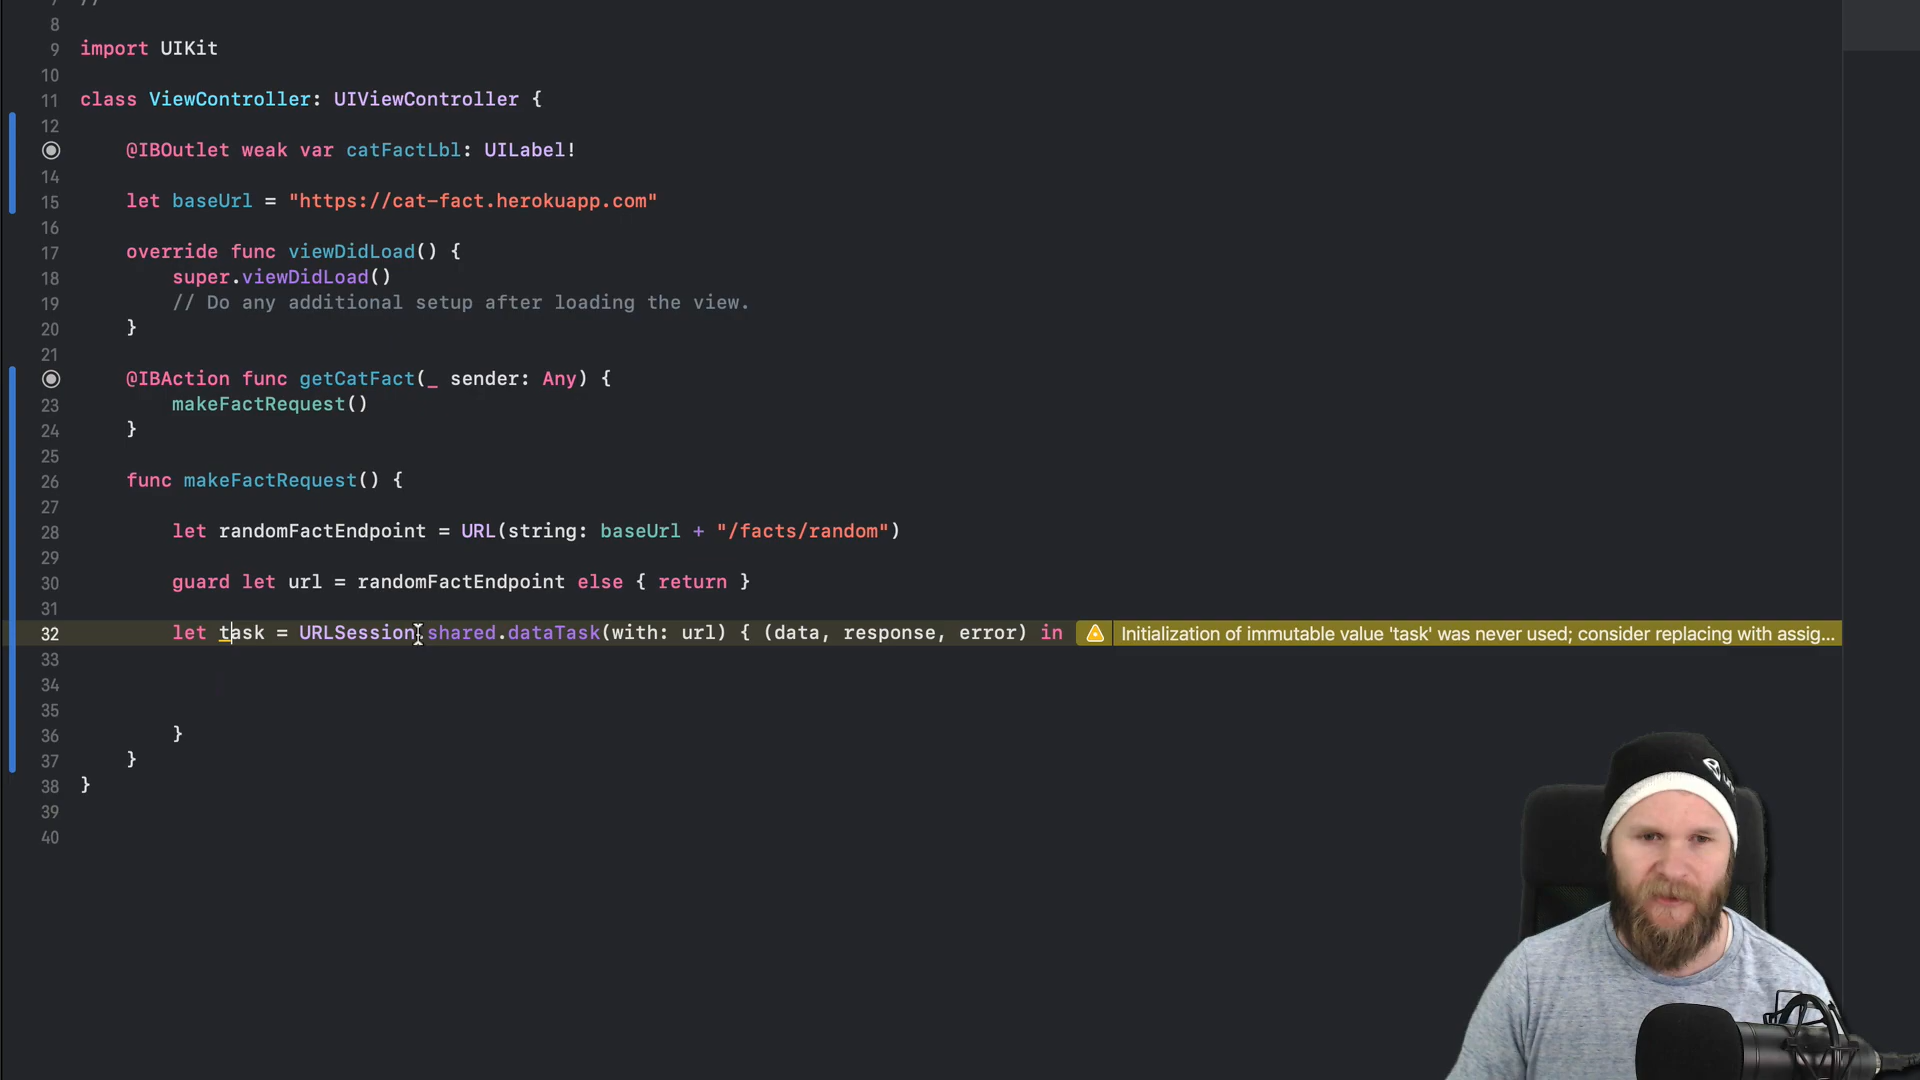 7 //
8
9 import UIKit
10
11 class ViewController: UIViewController {
12
@IBOutlet weak var catFactLbl: UILabel!
14
15 let baseUrl = "https://cat-fact.herokuapp.com"
16
17 override func viewDidLoad() {
18 super.viewDidLoad()
19 // Do any additional setup after loading the view.
20 }
21
@IBAction func getCatFact(_ sender: Any) {
23 makeFactRequest()
24 }
25
26 func makeFactRequest() {
27
28 let randomFactEndpoint = URL(string: baseUrl + "/facts/random")
29
30 guard let url = randomFactEndpoint else { return }
31
32 let task = URLSession.shared.dataTask(with: url) { (data, response, error) in Initialization of immutable value 'task' was never used; consider replacing with assig...
33
34
35
36 }
37 }
38 }
39
40